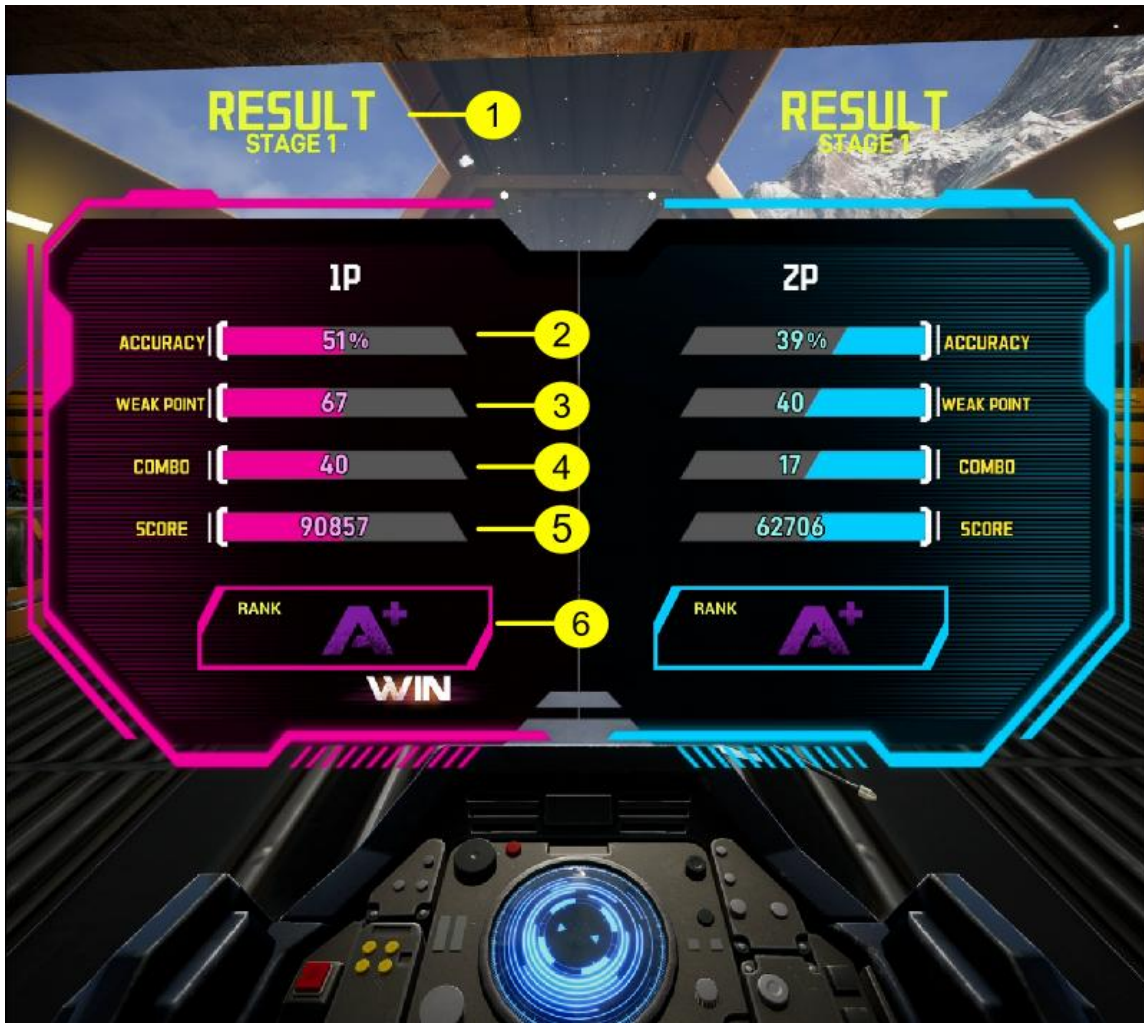 RESULT
STAGE 1
1
RESULT
STAGE 1
1P
2P
ACCURACY 51% 2 39% ACCURACY
WEAK POINT 67 3 40 WEAK POINT
COMBO 40 4 17 COMBO
SCORE 90857 5 62706 SCORE
RANK A+ 6 RANK A+
WIN